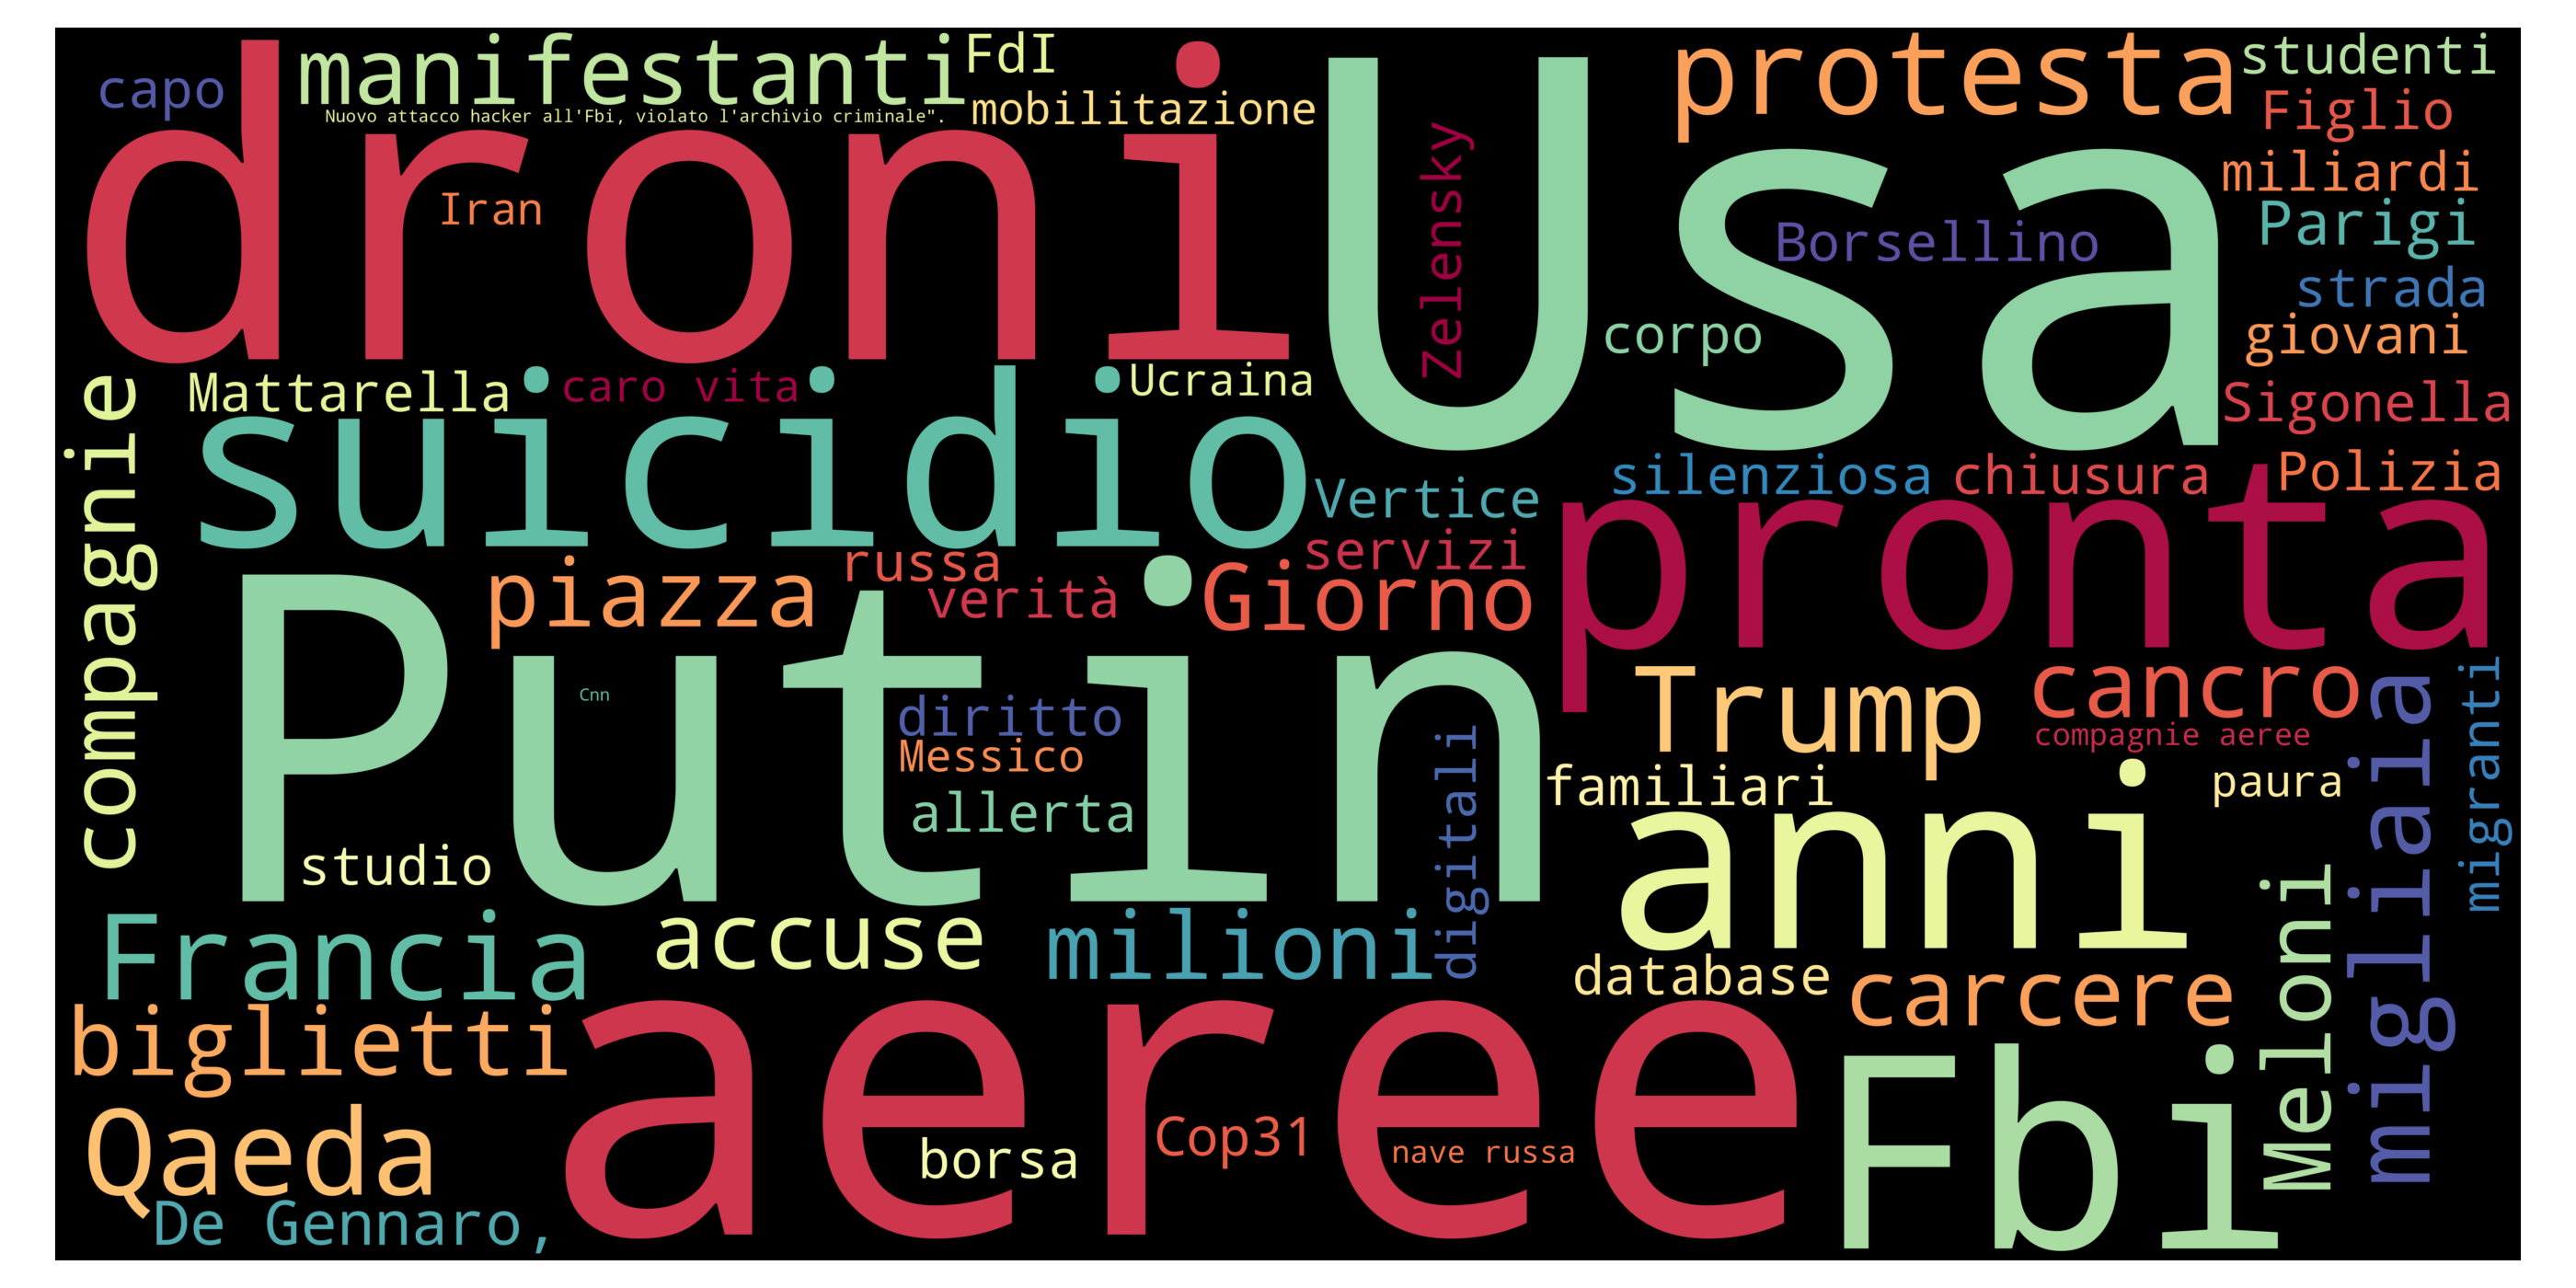 droni
Usa
manifestanti
FdI
protesta
studenti
capo
mobilitazione
Nuovo attacco hacker all'Fbi, violato l'archivio criminale".
Figlio
miliardi
Iran
Zelensky
Borsellino
Parigi
strada
corpo
giovani
Mattarella
caro vita
Ucraina
Sigonella
compagnie
suicidio
Vertice
silenziosa
chiusura
Polizia
pronta
servizi
russa
piazza
verità
Giorno
Putin
Cnn
diritto
Messico
allerta
digitali
Trump
cancro
compagnie aeree
familiari
paura
migranti
migliaia
anni
studio
Francia
accuse
milioni
database
carcere
Meloni
biglietti
aeree
Fbi
Qaeda
borsa
Cop31
nave russa
De Gennaro,